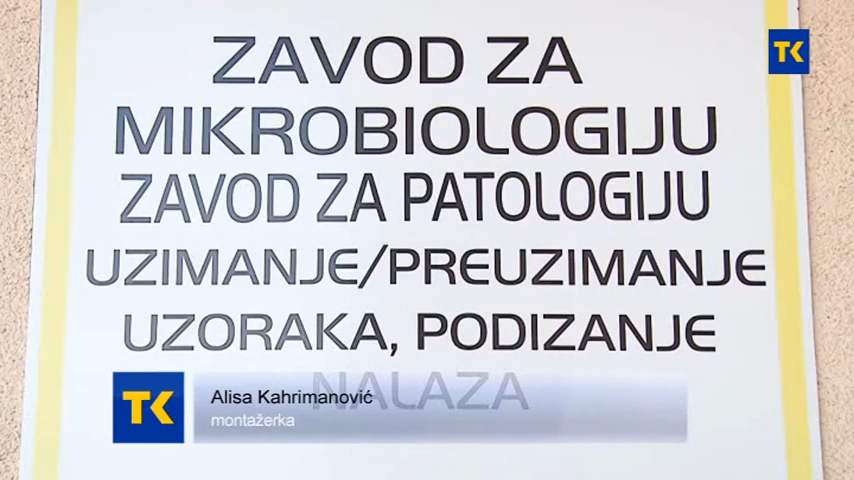 ZAVOD ZA
TK
MIKROBIOLOGIJU
ZAVOD ZA PATOLOGIJU
UZIMANJE/PREUZIMANJE
UZORAKA, PODIZANJE
NALAZA
TK
Alisa Kahrimanović
montažerka